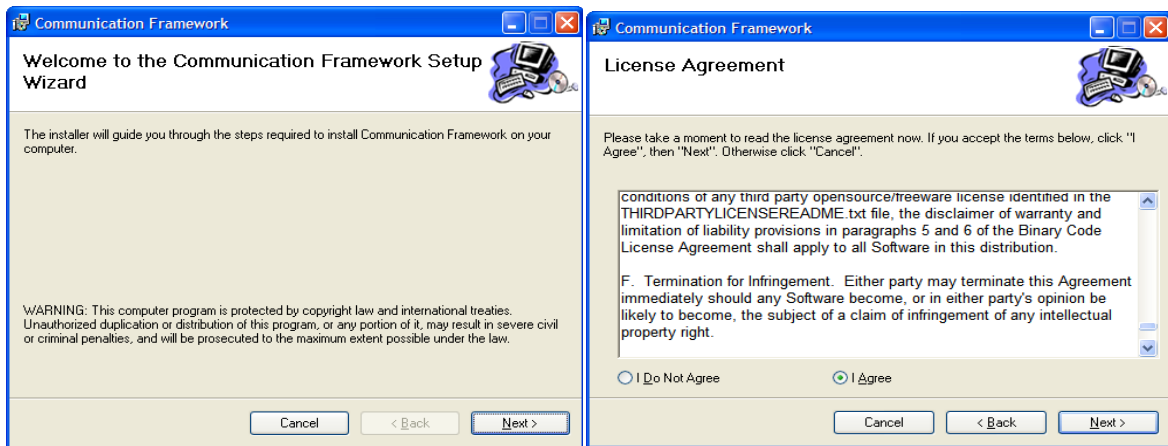 Communication Framework
Welcome to the Communication Framework Setup
Wizard
The installer will guide you through the steps required to install Communication Framework on your
computer.
WARNING: This computer program is protected by copyright law and international treaties.
Unauthorized duplication or distribution of this program, or any portion of it, may result in severe civil
or criminal penalties, and will be prosecuted to the maximum extent possible under the law.
Cancel
< Back
Next >
Communication Framework
License Agreement
Please take a moment to read the license agreement now. If you accept the terms below, click "I
Agree", then "Next". Otherwise click "Cancel".
conditions of any third party opensource/freeware license identified in the
THIRDPARTYLICENSEREADME.txt file, the disclaimer of warranty and
limitation of liability provisions in paragraphs 5 and 6 of the Binary Code
License Agreement shall apply to all Software in this distribution.
F. Termination for Infringement. Either party may terminate this Agreement
immediately should any Software become, or in either party's opinion be
likely to become, the subject of a claim of infringement of any intellectual
property right.
I Do Not Agree
I Agree
Cancel
< Back
Next >